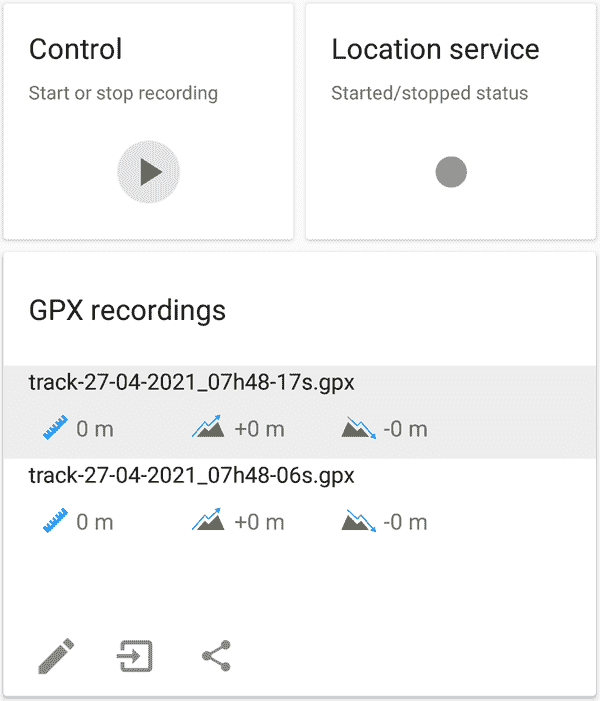 Control
Start or stop recording
Location service
Started/stopped status
GPX recordings
track-27-04-2021_07h48-17s.gpx
0 m +0 m -0 m
track-27-04-2021_07h48-06s.gpx
0 m +0 m -0 m